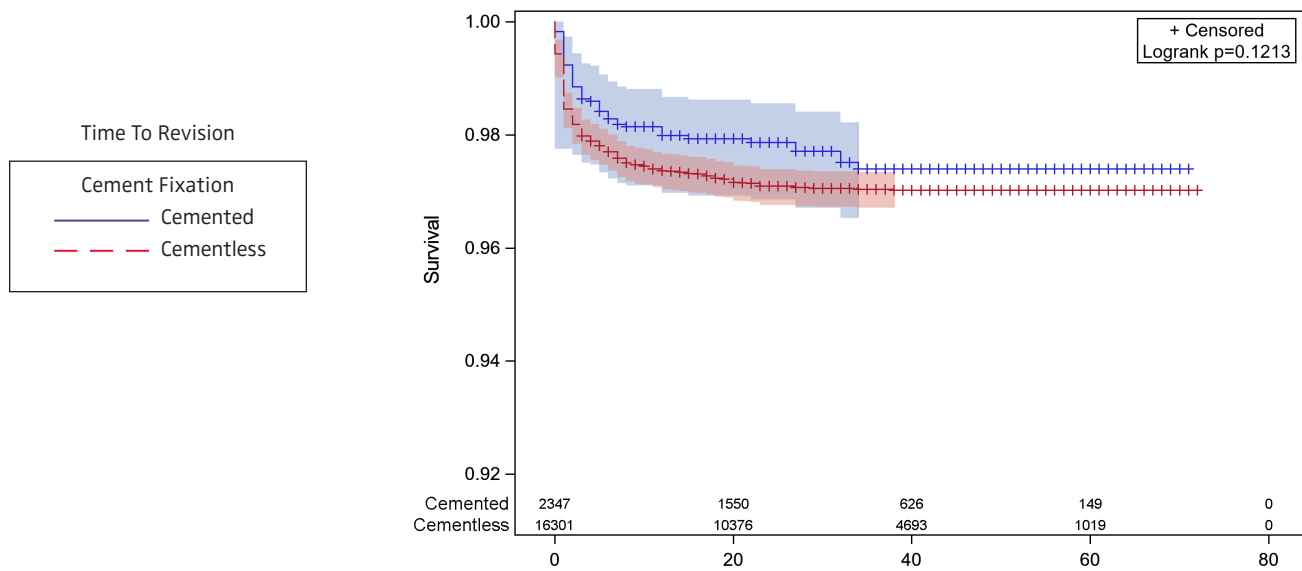 Time To Revision
Cement Fixation
Cemented
Cementless
+ Censored
Logrank p=0.1213
1.00
0.98
0.96
0.94
0.92
Survival
Cemented 2347 1550 626 149 0
Cementless 16301 10376 4693 1019 0
0 20 40 60 80